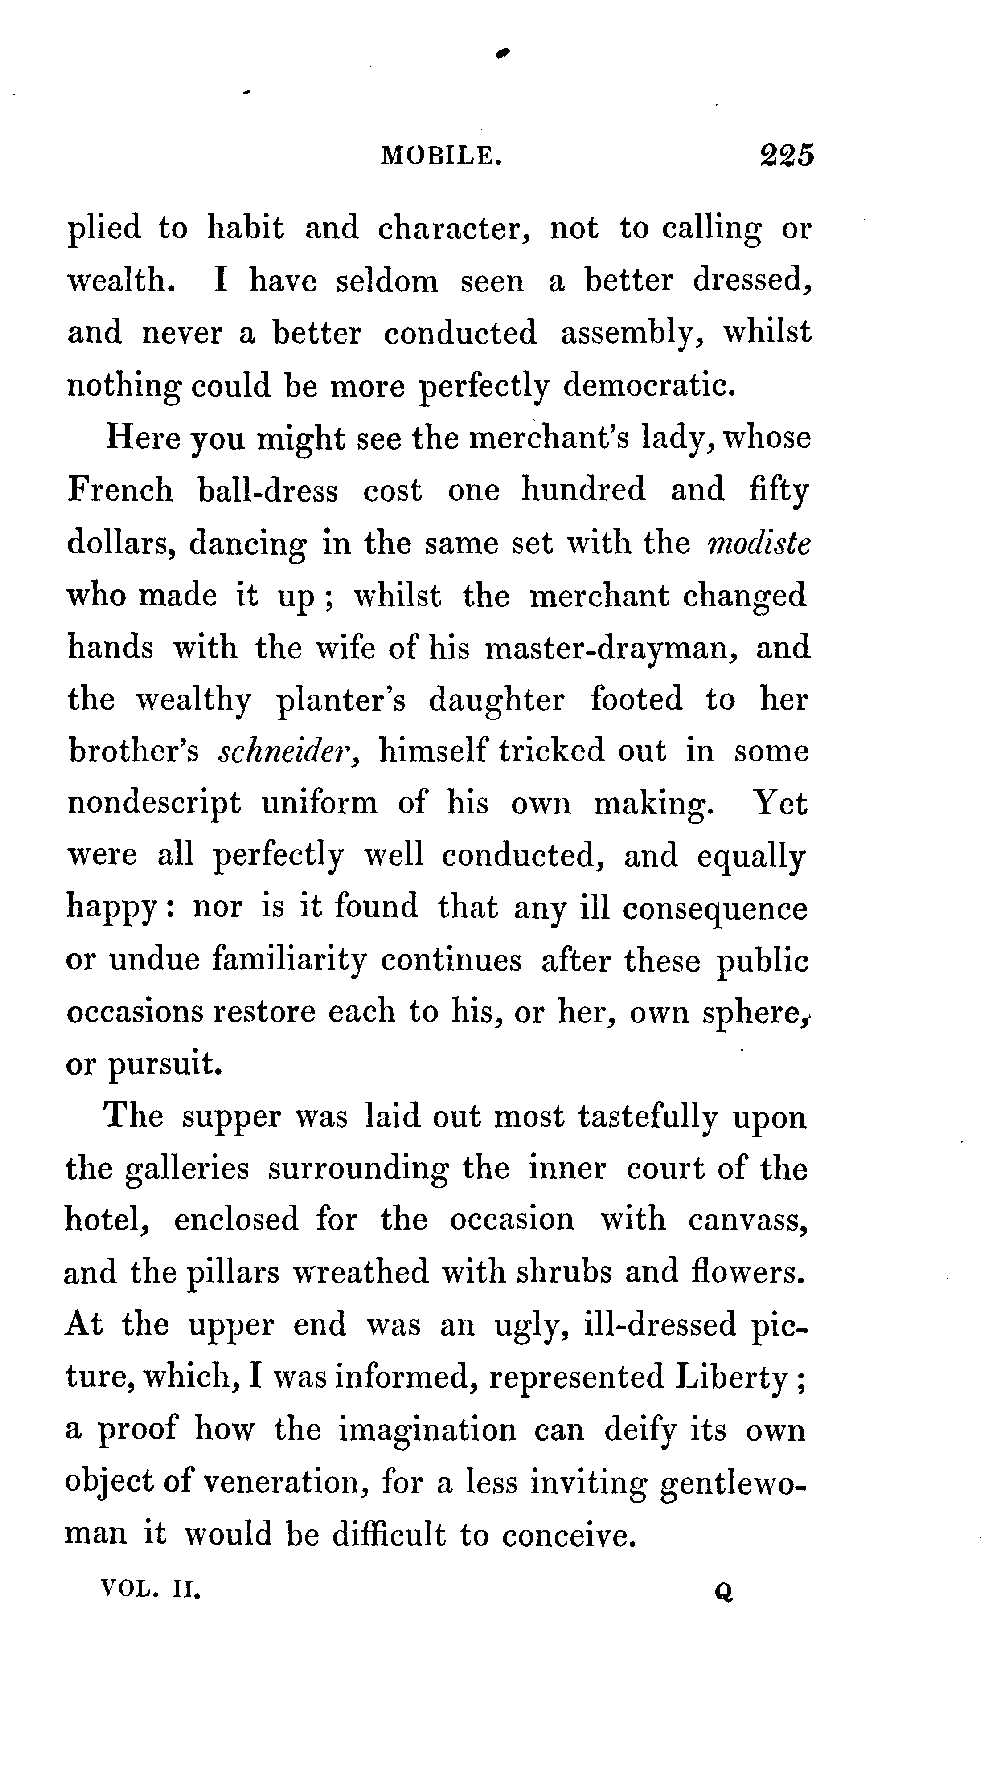 MOBILE. 225
plied to habit and character, not to calling or
wealth. I have seldom seen a better dressed,
and never a better conducted assembly, whilst
nothing could be more perfectly democratic.
Here you might see the merchant's lady, whose
French ball-dress cost one hundred and fifty
dollars, dancing in the same set with the modiste
who made it up ; whilst the merchant changed
hands with the wife of his master-drayman, and
the wealthy planter's daughter footed to her
brother's schneider, himself tricked out in some
nondescript uniform of his own making. Yet
were all perfectly well conducted, and equally
happy : nor is it found that any ill consequence
or undue familiarity continues after these public
occasions restore each to his, or her, own sphere,
or pursuit.
The supper was laid out most tastefully upon
the galleries surrounding the inner court of the
hotel, enclosed for the occasion with canvass,
and the pillars wreathed with shrubs and flowers.
At the upper end was an ugly, ill-dressed pic-
ture, which, I was informed, represented Liberty ;
a proof how the imagination can deify its own
object of veneration, for a less inviting gentlewo-
man it would be difficult to conceive.
VOL. II. Q